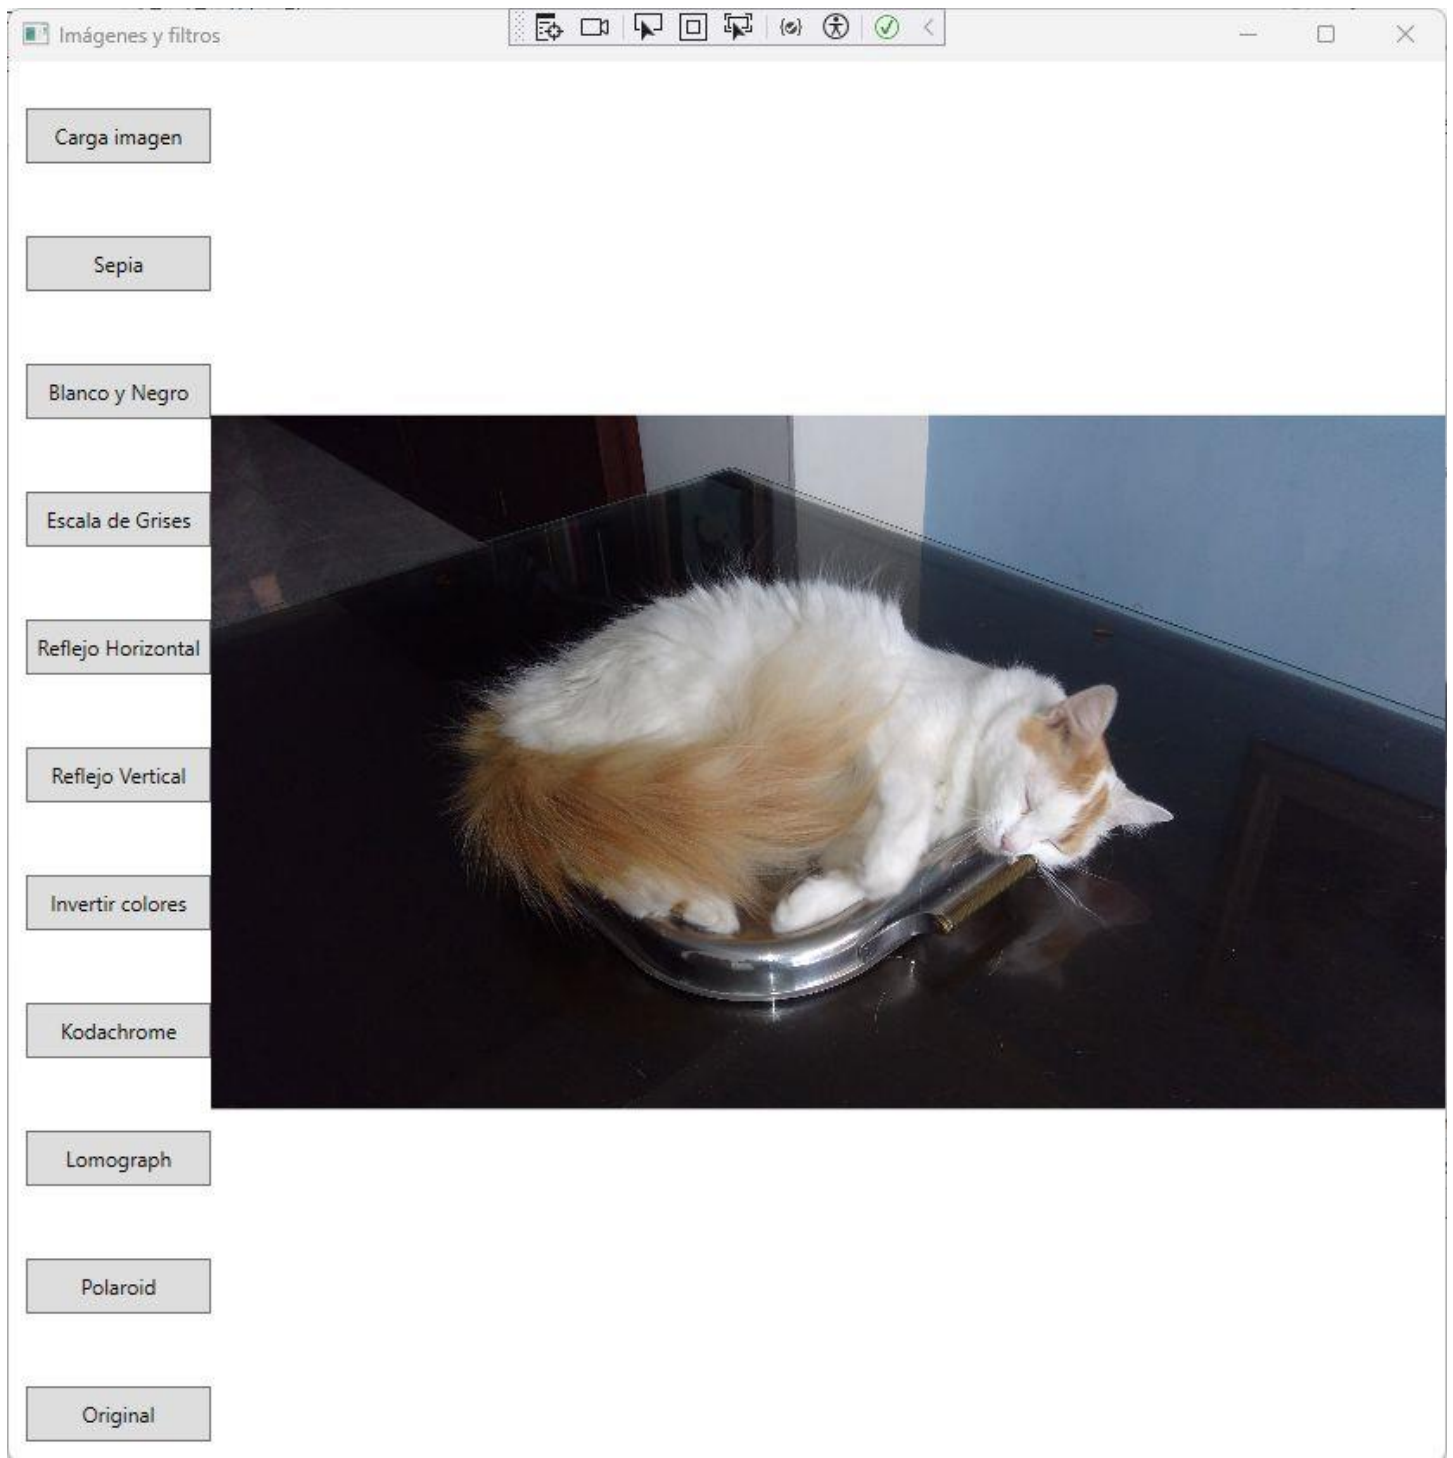 Imágenes y filtros
Carga imagen
Sepia
Blanco y Negro
Escala de Grises
Reflejo Horizontal
Reflejo Vertical
Invertir colores
Kodachrome
Lomograph
Polaroid
Original